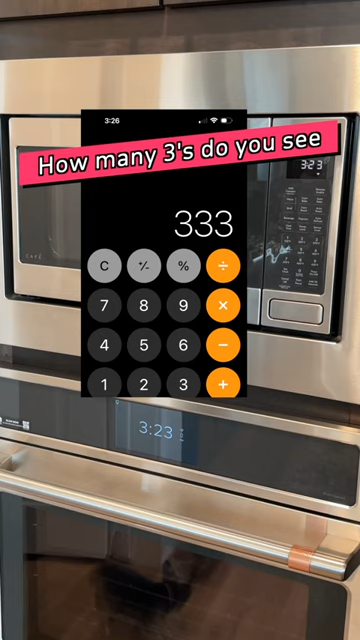 3:26
How many 3's do you see
3:23
333
C +/- % ÷
7 8 9 ×
4 5 6 −
1 2 3 +
CAFÉ
3:23